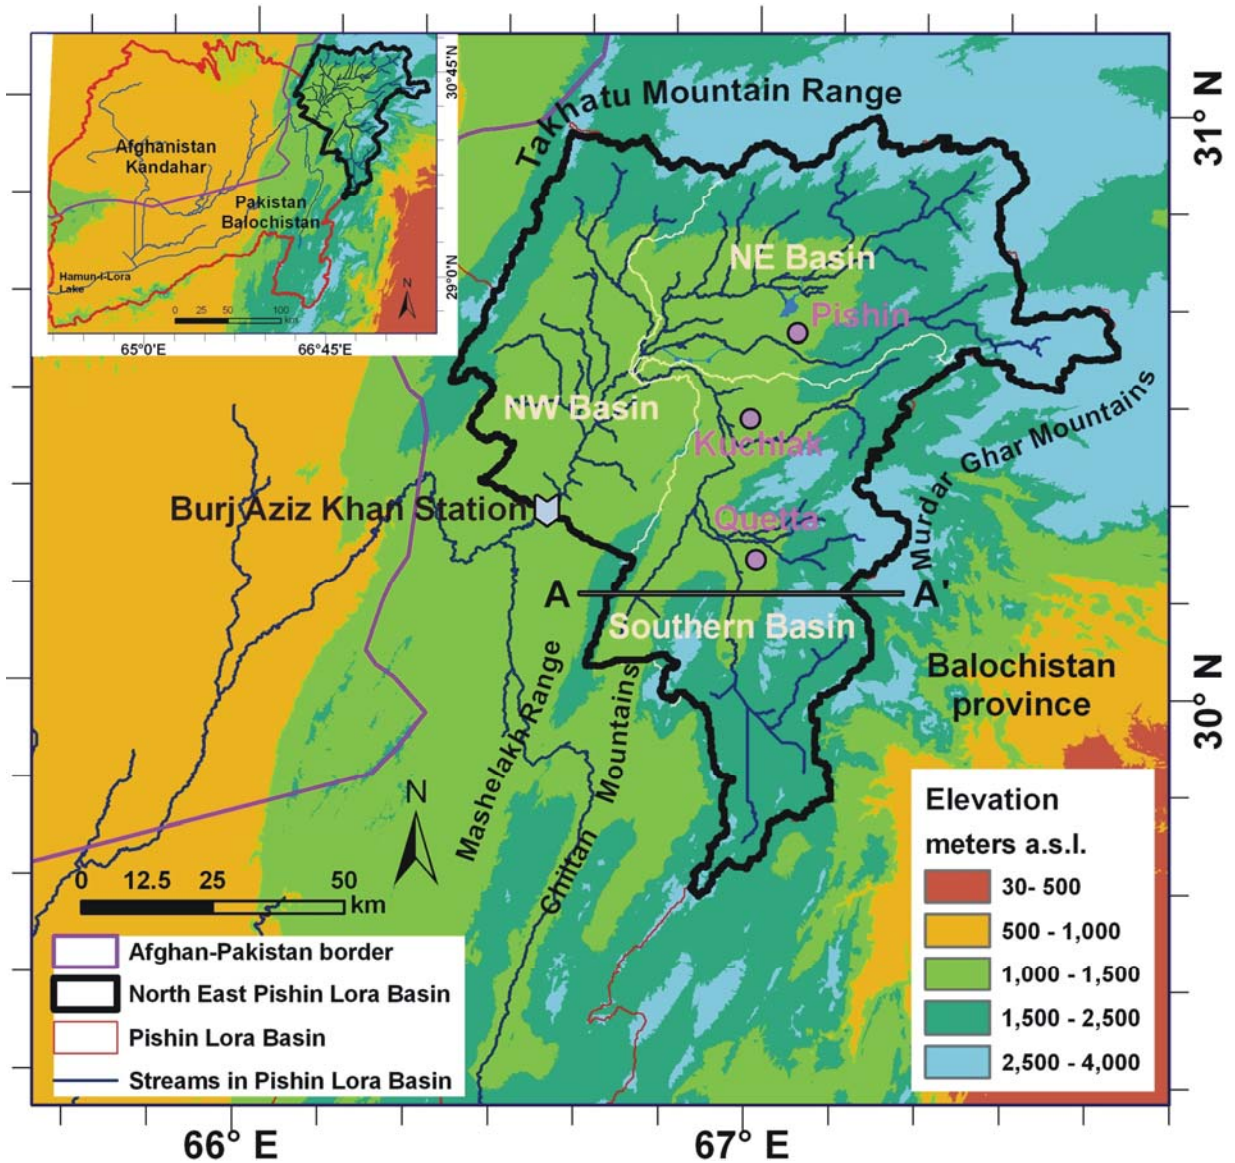 30°45'N
29°0'N
Afghanistan
Kandahar
Pakistan
Balochistan
Hamun-I-Lora
Lake
N
0 25 50 100
km
65°0'E 66°45'E
Takhatu Mountain Range
31° N
NE Basin
Pishin
NW Basin
Kuchlak
Murdar Ghar Mountains
Burj Aziz Khan Station
Quetta
A A'
Southern Basin
Balochistan
province
30° N
Mashelakh Range
Chiltan Mountains
N
0 12.5 25 50
km
Afghan-Pakistan border
North East Pishin Lora Basin
Pishin Lora Basin
Streams in Pishin Lora Basin
Elevation
meters a.s.l.
30- 500
500 - 1,000
1,000 - 1,500
1,500 - 2,500
2,500 - 4,000
66° E 67° E